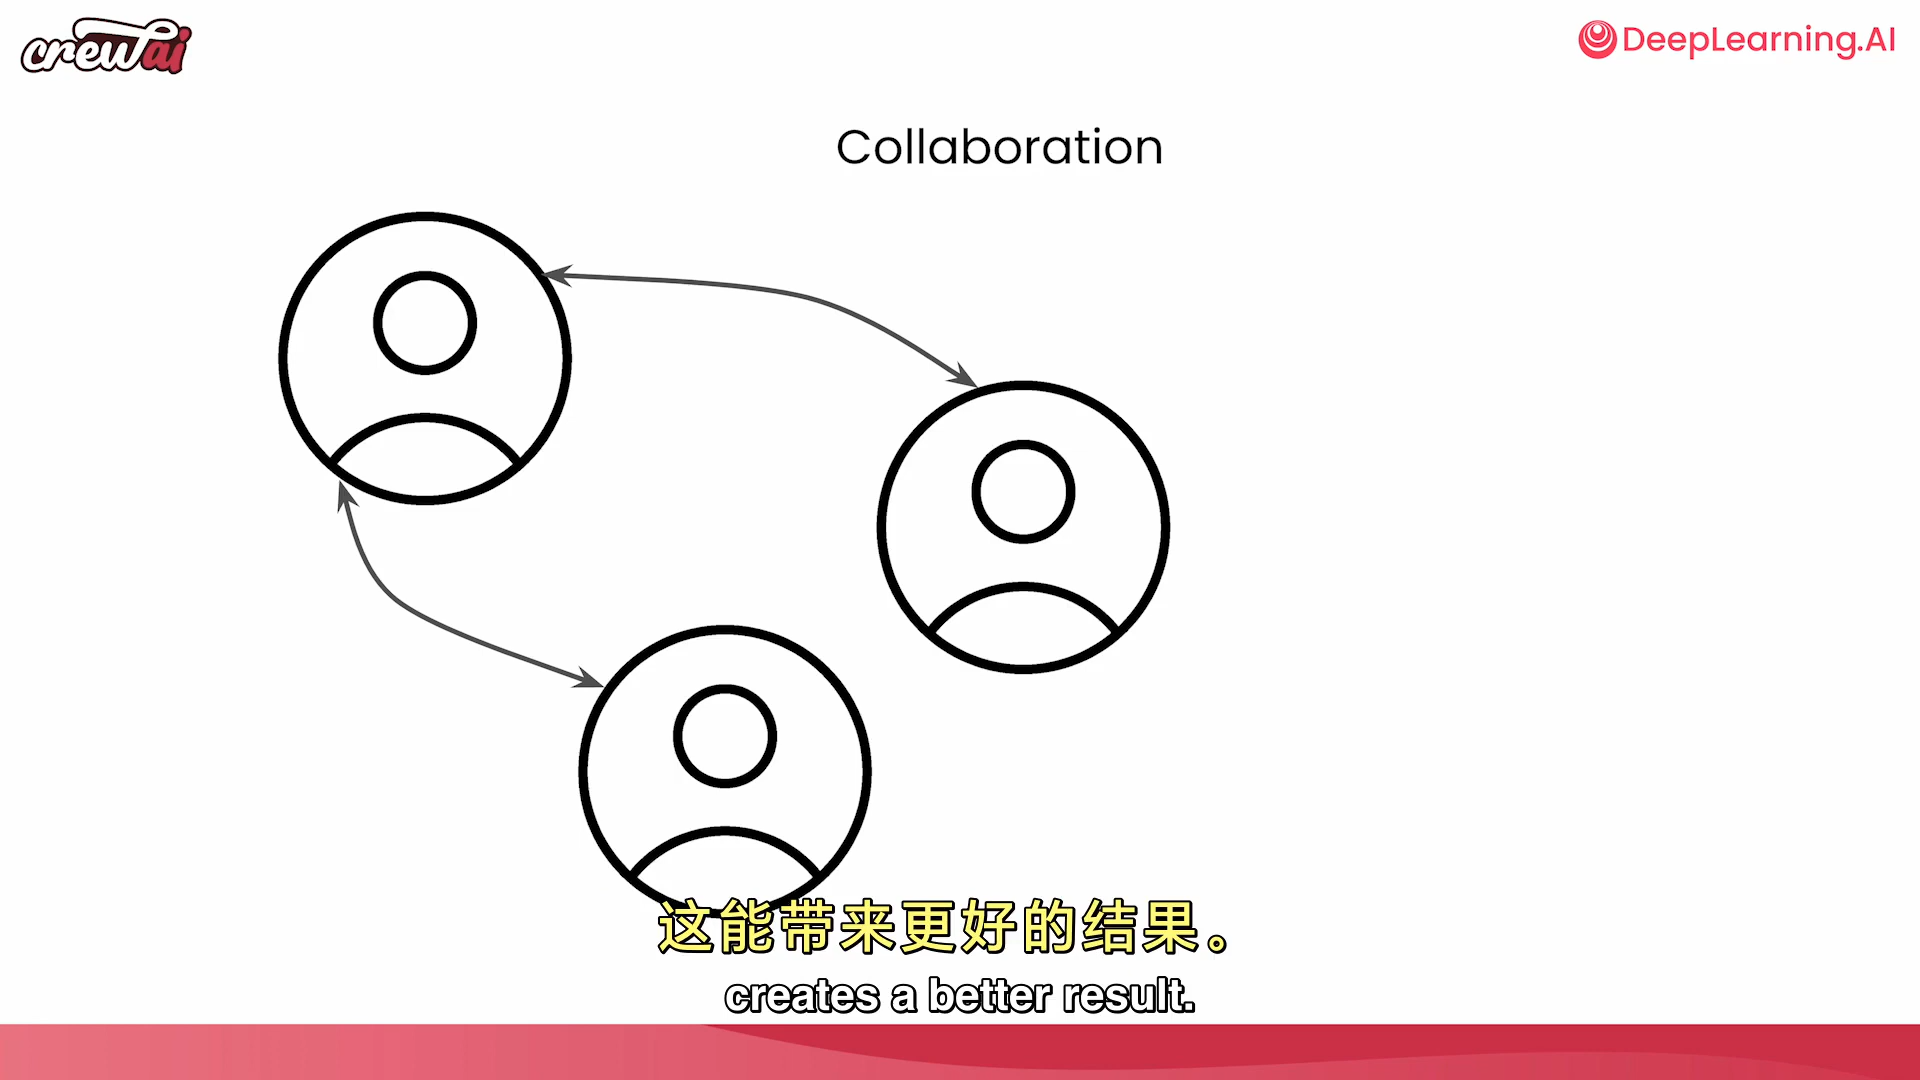 crewai
DeepLearning.AI
Collaboration
这能带来更好的结果。
creates a better result.